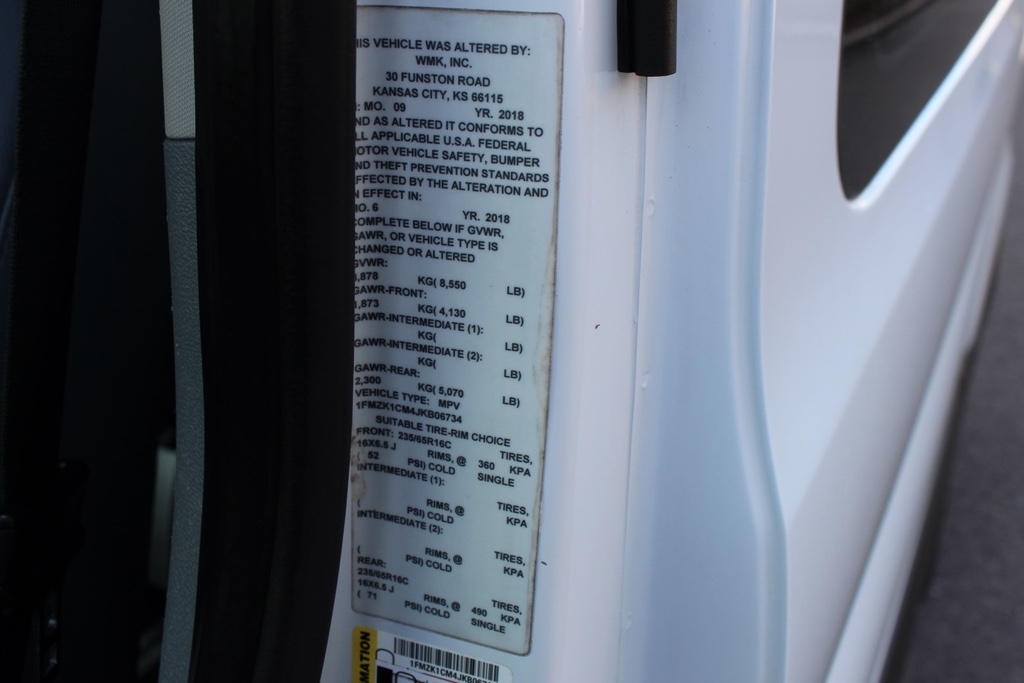 HIS VEHICLE WAS ALTERED BY:
WMK, INC.
30 FUNSTON ROAD
KANSAS CITY, KS 66115
: MO. 09 YR. 2018
ND AS ALTERED IT CONFORMS TO
LL APPLICABLE U.S.A. FEDERAL
OTOR VEHICLE SAFETY, BUMPER
ND THEFT PREVENTION STANDARDS
FFECTED BY THE ALTERATION AND
N EFFECT IN:
MO. 6 YR. 2018
COMPLETE BELOW IF GVWR,
GAWR, OR VEHICLE TYPE IS
CHANGED OR ALTERED
GVWR:
,878 KG( 8,550 LB)
GAWR-FRONT:
1,873 KG( 4,130 LB)
GAWR-INTERMEDIATE (1):
KG( LB)
GAWR-INTERMEDIATE (2):
KG( LB)
GAWR-REAR:
2,300 KG( 5,070 LB)
VEHICLE TYPE: MPV
1FMZK1CM4JKB06734
SUITABLE TIRE-RIM CHOICE
FRONT: 235/65R16C TIRES,
16X6.5 J RIMS, @ 360 KPA
( 52 PSI) COLD SINGLE
INTERMEDIATE (1):
TIRES,
RIMS, @ KPA
( PSI) COLD
INTERMEDIATE (2):
TIRES,
RIMS, @ KPA
( PSI) COLD
REAR:
235/65R16C TIRES,
16X6.5 J RIMS, @ 490 KPA
( 71 PSI) COLD SINGLE
MATION
1FMZK1CM4JKB067